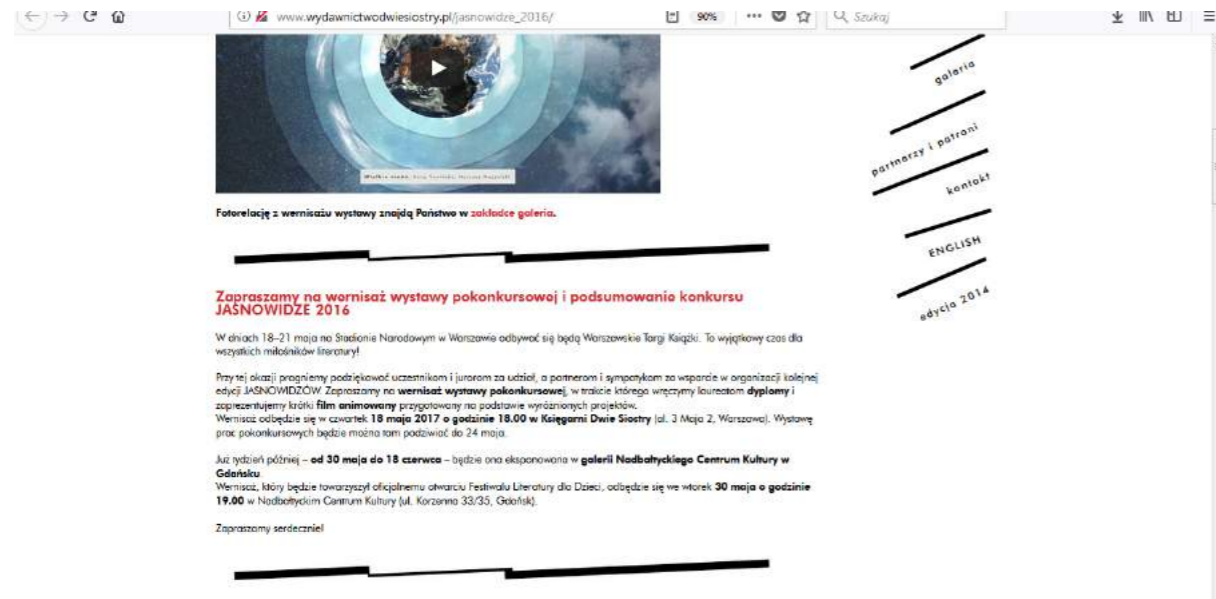 www.wydawnictwodwiesiostry.pl/jasnowidze_2016/
90%
Szukaj
galeria
partnerzy i patroni
kontakt
ENGLISH
edycja 2014
Fotorelację z wernisażu wystawy znajdą Państwo w zakładce galeria.
Zapraszamy na wernisaż wystawy pokonkursowej i podsumowanie konkursu
JASNOWIDZE 2016
W dniach 18–21 maja na Stadionie Narodowym w Warszawie odbywać się będą Warszawskie Targi Książki. To wyjątkowy czas dla
wszystkich miłośników literatury!
Przy tej okazji pragniemy podziękować uczestnikom i jurorom za udział, a partnerom i sympatykom za wsparcie w organizacji kolejnej
edycji JASNOWIDZÓW. Zapraszamy na wernisaż wystawy pokonkursowej, w trakcie którego wręczymy laureatom dyplomy i
zaprezentujemy krótki film animowany przygotowany na podstawie wyróżnionych projektów.
Wernisaż odbędzie się w czwartek 18 maja 2017 o godzinie 18.00 w Księgarni Dwie Siostry (al. 3 Maja 2, Warszawa). Wystawę
prac pokonkursowych będzie można tam podziwiać do 24 maja.
Już tydzień później – od 30 maja do 18 czerwca – będzie ona eksponowana w galerii Nadbałtyckiego Centrum Kultury w
Gdańsku.
Wernisaż, który będzie towarzyszył oficjalnemu otwarciu Festiwalu Literatury dla Dzieci, odbędzie się we wtorek 30 maja o godzinie
19.00 w Nadbałtyckim Centrum Kultury (ul. Korzenna 33/35, Gdańsk).
Zapraszamy serdecznie!